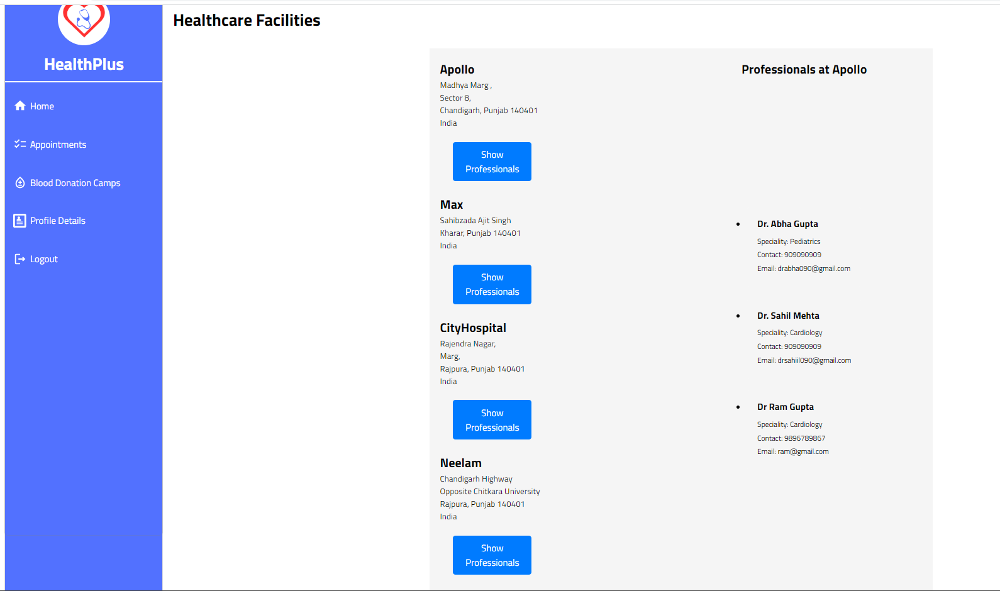 HealthPlus
Home
Appointments
Blood Donation Camps
Profile Details
Logout
Healthcare Facilities
Apollo
Madhya Marg ,
Sector 8,
Chandigarh, Punjab 140401
India
Show
Professionals
Max
Sahibzada Ajit Singh
Kharar, Punjab 140401
India
Show
Professionals
CityHospital
Rajendra Nagar,
Marg,
Rajpura, Punjab 140401
India
Show
Professionals
Neelam
Chandigarh Highway
Opposite Chitkara University
Rajpura, Punjab 140401
India
Show
Professionals
Professionals at Apollo
Dr. Abha Gupta
Speciality: Pediatrics
Contact: 909090909
Email: drabha090@gmail.com
Dr. Sahil Mehta
Speciality: Cardiology
Contact: 909090909
Email: drsahiil090@gmail.com
Dr Ram Gupta
Speciality: Cardiology
Contact: 9896789867
Email: ram@gmail.com